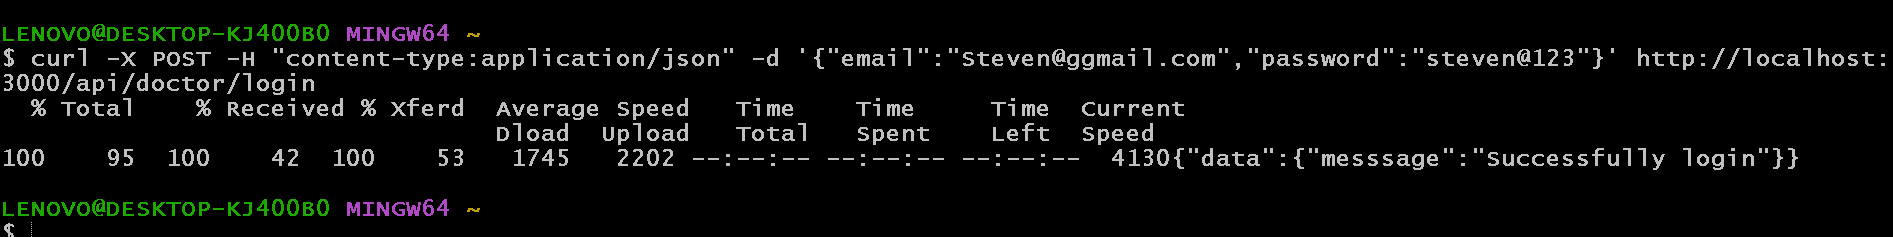 LENOVO@DESKTOP-KJ400B0 MINGW64 ~
$ curl -X POST -H "content-type:application/json" -d '{"email":"Steven@ggmail.com","password":"steven@123"}' http://localhost:
3000/api/doctor/login
  % Total    % Received % Xferd  Average Speed   Time    Time     Time  Current
                                 Dload  Upload   Total   Spent    Left  Speed
100    95  100    42  100    53   1745   2202 --:--:-- --:--:-- --:--:--  4130{"data":{"messsage":"Successfully login"}}
LENOVO@DESKTOP-KJ400B0 MINGW64 ~
$